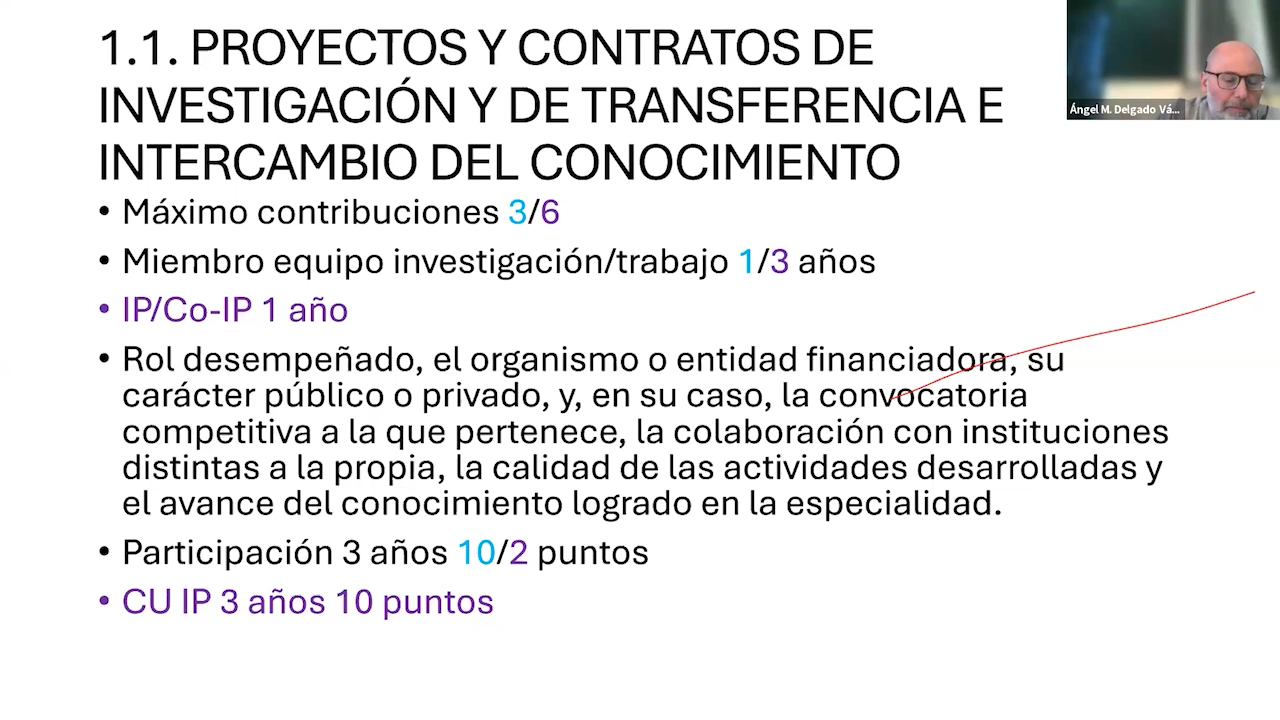 1.1. PROYECTOS Y CONTRATOS DE
INVESTIGACIÓN Y DE TRANSFERENCIA E
INTERCAMBIO DEL CONOCIMIENTO
Ángel M. Delgado Vá...
• Máximo contribuciones 3/6
• Miembro equipo investigación/trabajo 1/3 años
• IP/Co-IP 1 año
• Rol desempeñado, el organismo o entidad financiadora, su
carácter público o privado, y, en su caso, la convocatoria
competitiva a la que pertenece, la colaboración con instituciones
distintas a la propia, la calidad de las actividades desarrolladas y
el avance del conocimiento logrado en la especialidad.
• Participación 3 años 10/2 puntos
• CU IP 3 años 10 puntos